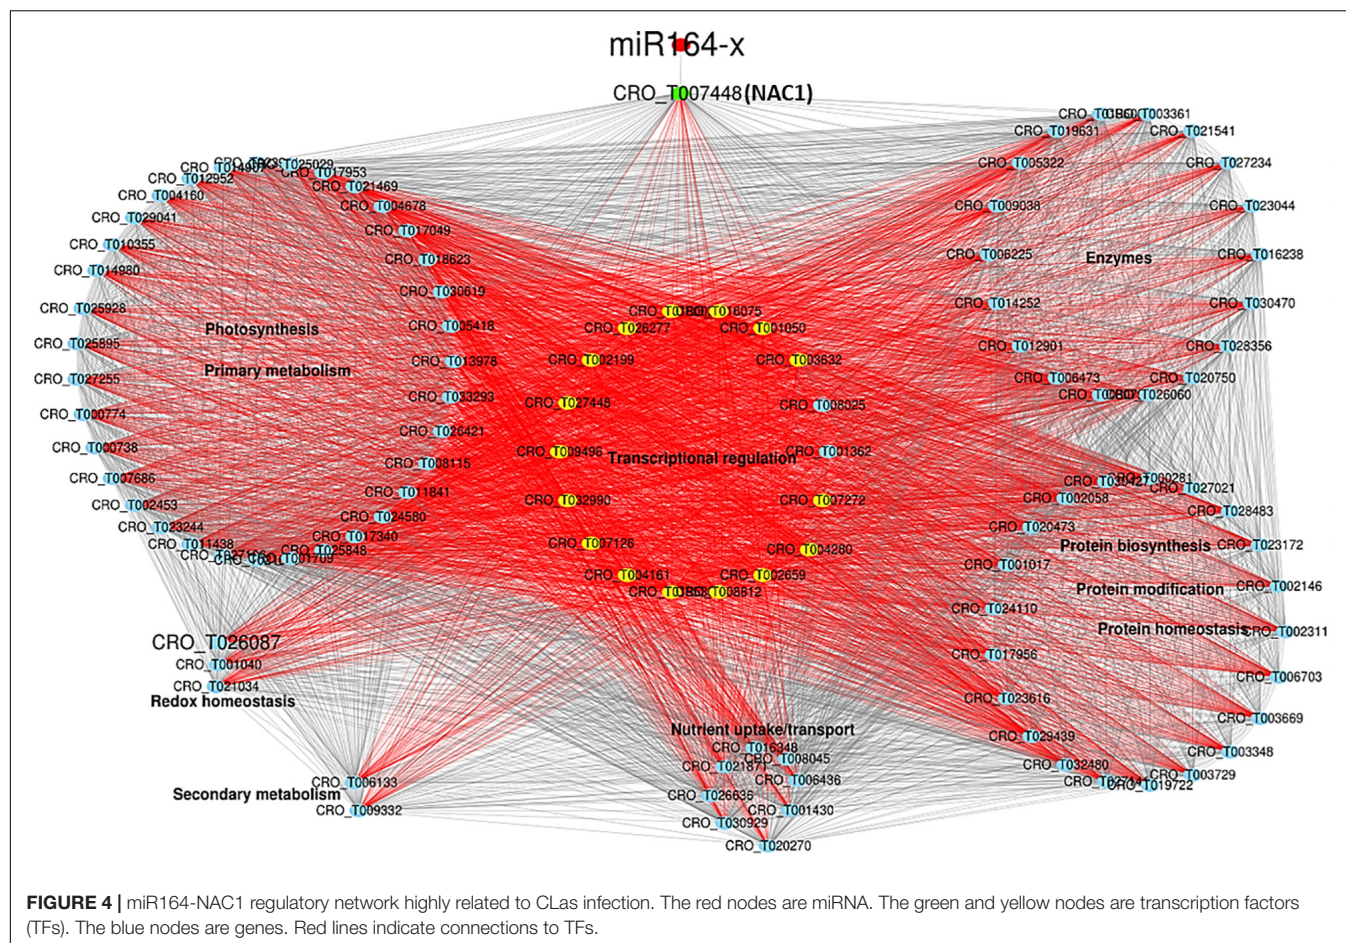 miR164-x
CRO_T007448(NAC1)
CRO_T003361
CRO_T019631
CRO_T021541
CRO_T005322
CRO_T027234
CRO_T009038
CRO_T023044
CRO_T006225
Enzymes
CRO_T016238
CRO_T014252
CRO_T030470
CRO_T012901
CRO_T028356
CRO_T006473
CRO_T020750
CRO_T026060
CRO_T025029
CRO_T014907
CRO_T017953
CRO_T012952
CRO_T021469
CRO_T004160
CRO_T004678
CRO_T029041
CRO_T017049
CRO_T010355
CRO_T018623
CRO_T014980
CRO_T030619
CRO_T025928
Photosynthesis
CRO_T005418
CRO_T025895
CRO_T013978
Primary metabolism
CRO_T027255
CRO_T033293
CRO_T000774
CRO_T026421
CRO_T000738
CRO_T008115
CRO_T007686
CRO_T011841
CRO_T002453
CRO_T024580
CRO_T023244
CRO_T017340
CRO_T011438
CRO_T025848
CRO_T001709
CRO_T016075
CRO_T026277
CRO_T001050
CRO_T002199
CRO_T003632
CRO_T027448
CRO_T008025
CRO_T009496
CRO_T001362
Transcriptional regulation
CRO_T032990
CRO_T007272
CRO_T007126
CRO_T004280
CRO_T004161
CRO_T002659
CRO_T008812
CRO_T000281
CRO_T030427
CRO_T027021
CRO_T002058
CRO_T028483
CRO_T020473
Protein biosynthesis
CRO_T023172
CRO_T001017
Protein modification
CRO_T002146
CRO_T024110
Protein homeostasis
CRO_T002311
CRO_T017956
CRO_T006703
CRO_T023616
CRO_T003669
CRO_T029439
CRO_T003348
CRO_T032480
CRO_T003729
CRO_T019722
CRO_T026087
CRO_T001040
CRO_T021034
Redox homeostasis
CRO_T006133
Secondary metabolism
CRO_T009332
Nutrient uptake/transport
CRO_T016348
CRO_T008045
CRO_T021871
CRO_T006436
CRO_T026636
CRO_T001430
CRO_T030929
CRO_T020270
FIGURE 4 | miR164-NAC1 regulatory network highly related to CLas infection. The red nodes are miRNA. The green and yellow nodes are transcription factors
(TFs). The blue nodes are genes. Red lines indicate connections to TFs.